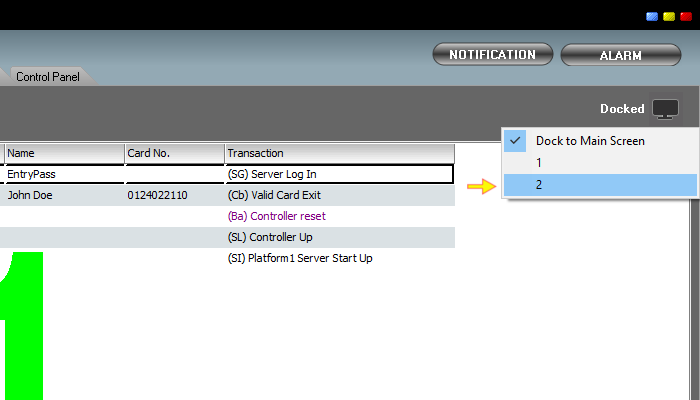 NOTIFICATION ALARM
Control Panel
Docked
Dock to Main Screen
1
2
Name Card No. Transaction
EntryPass (SG) Server Log In
John Doe 0124022110 (Cb) Valid Card Exit
(Ba) Controller reset
(SL) Controller Up
(SI) Platform1 Server Start Up
1